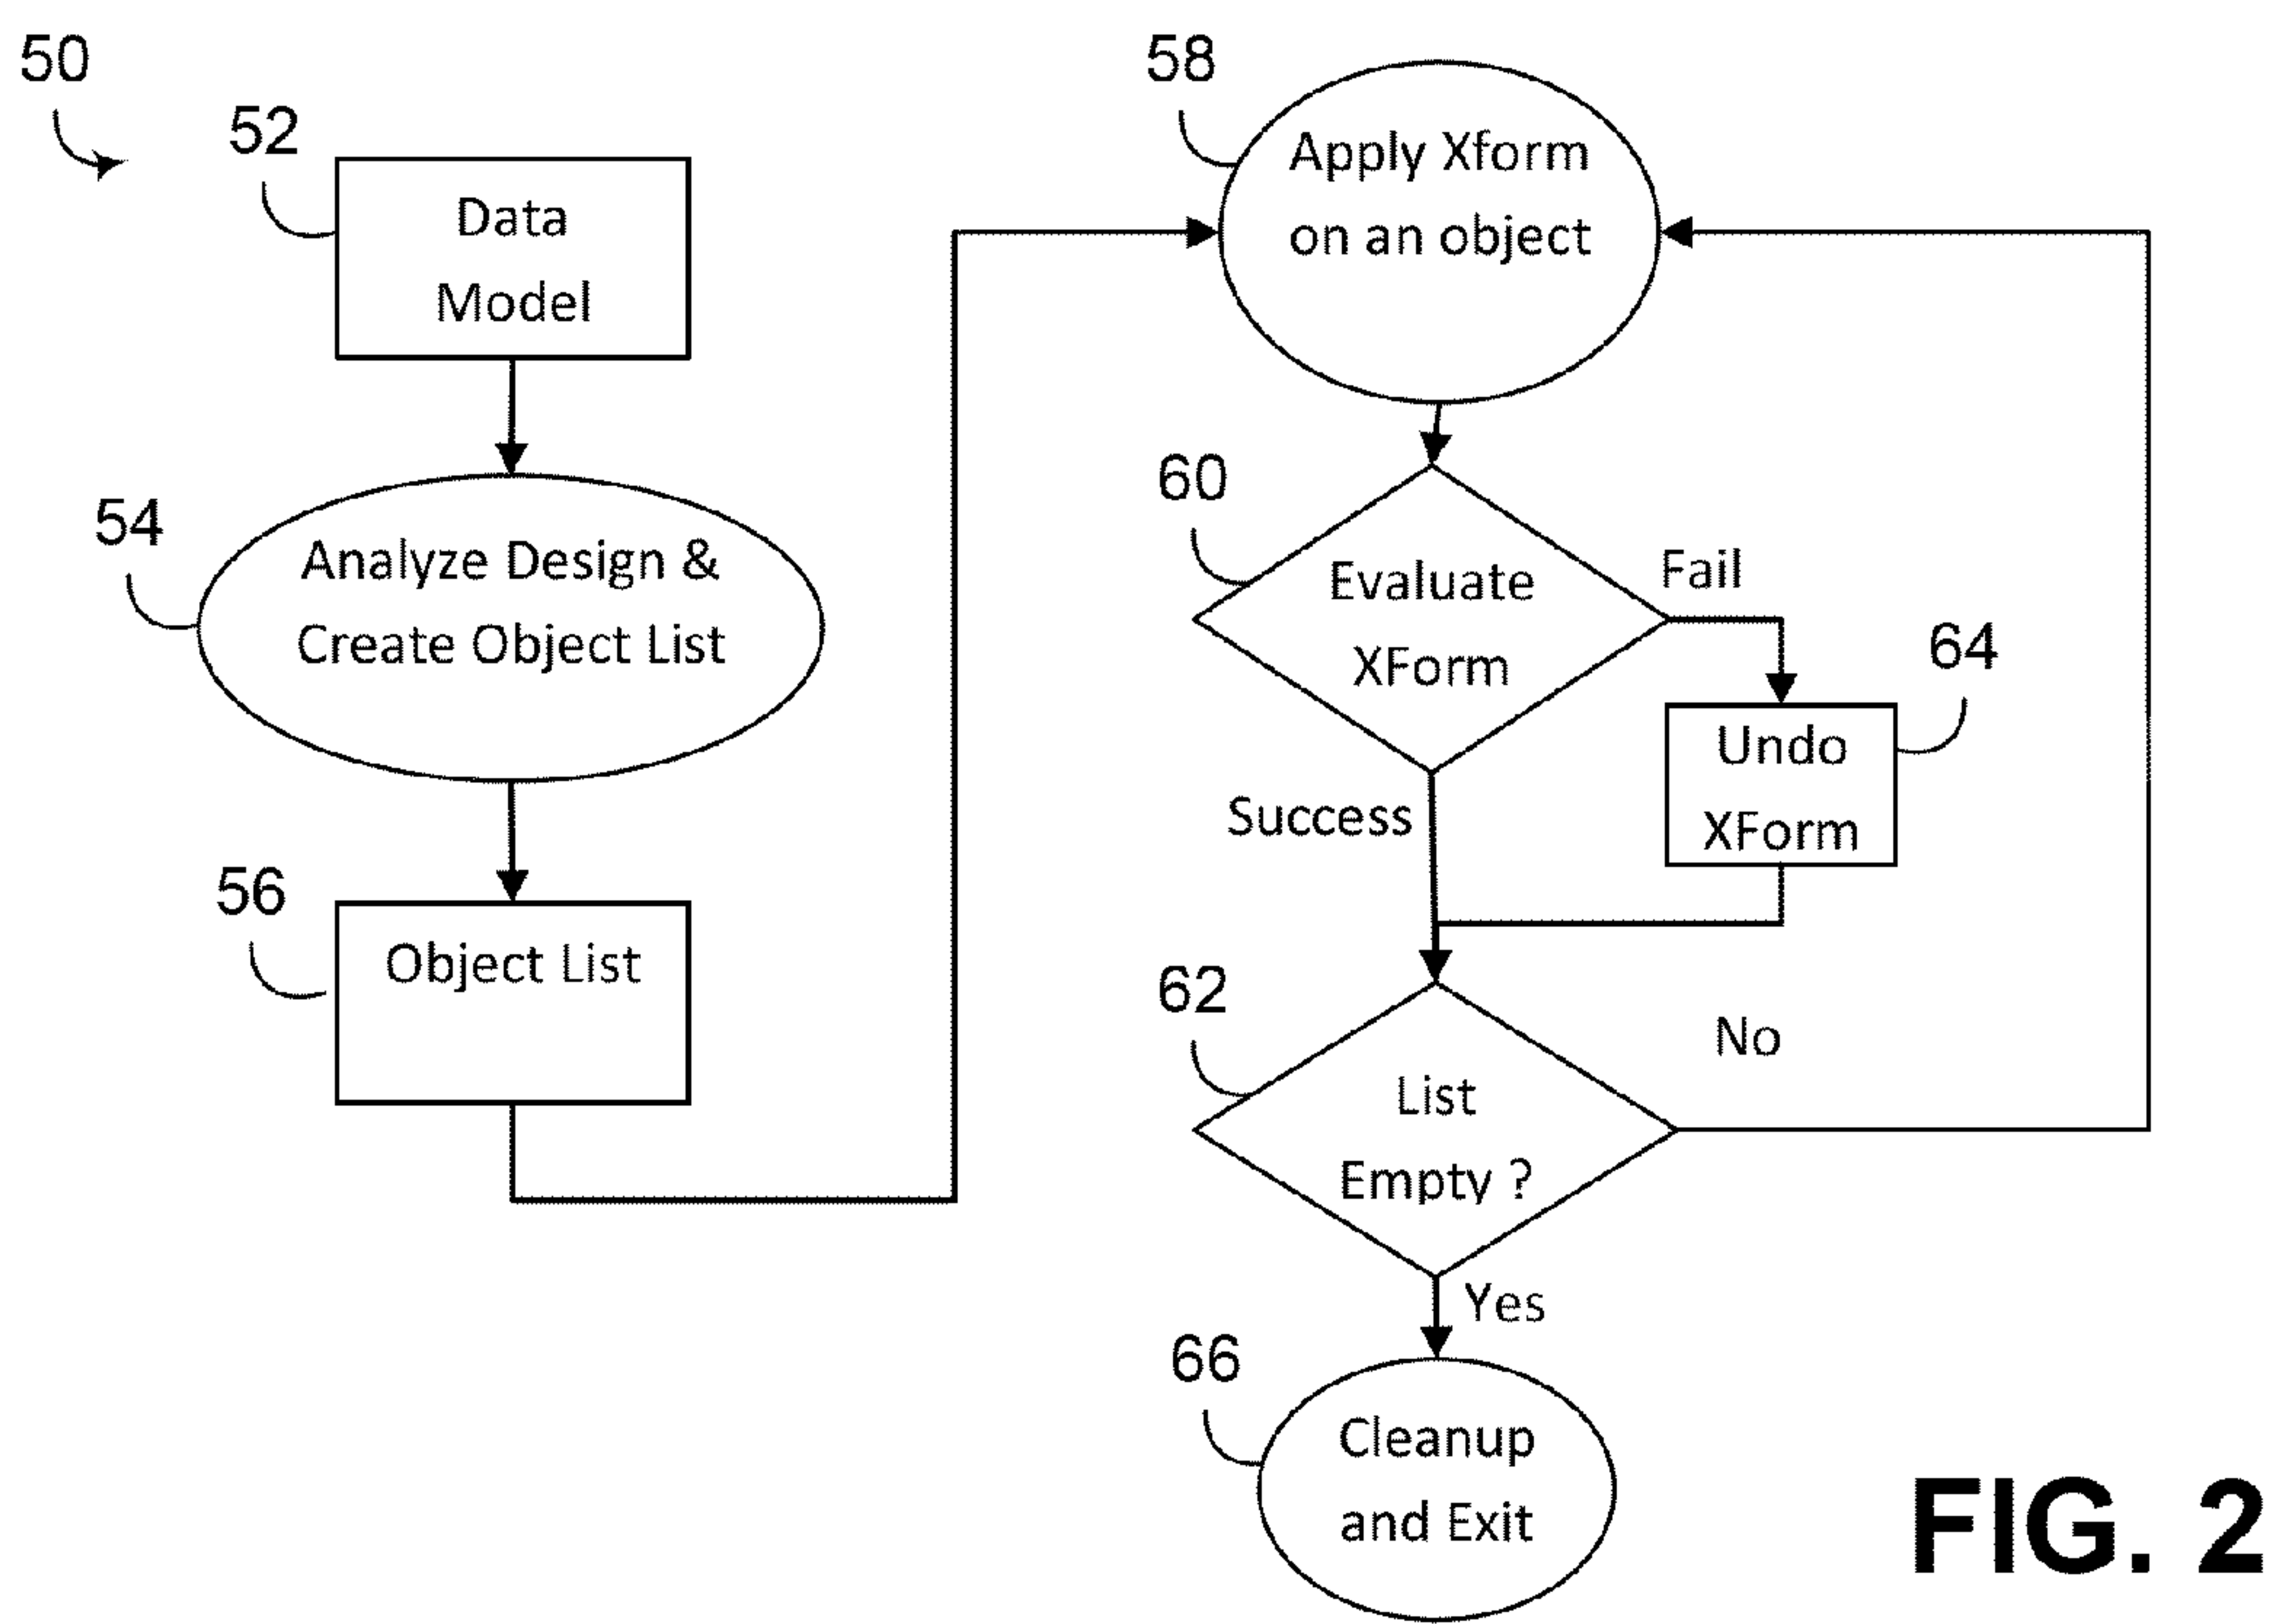 50
52
Data
Model
54
Analyze Design &
Create Object List
56
Object List
58
Apply Xform
on an object
60
Evaluate
XForm
Fail
64
Undo
XForm
Success
62
List
Empty ?
No
Yes
66
Cleanup
and Exit
FIG. 2